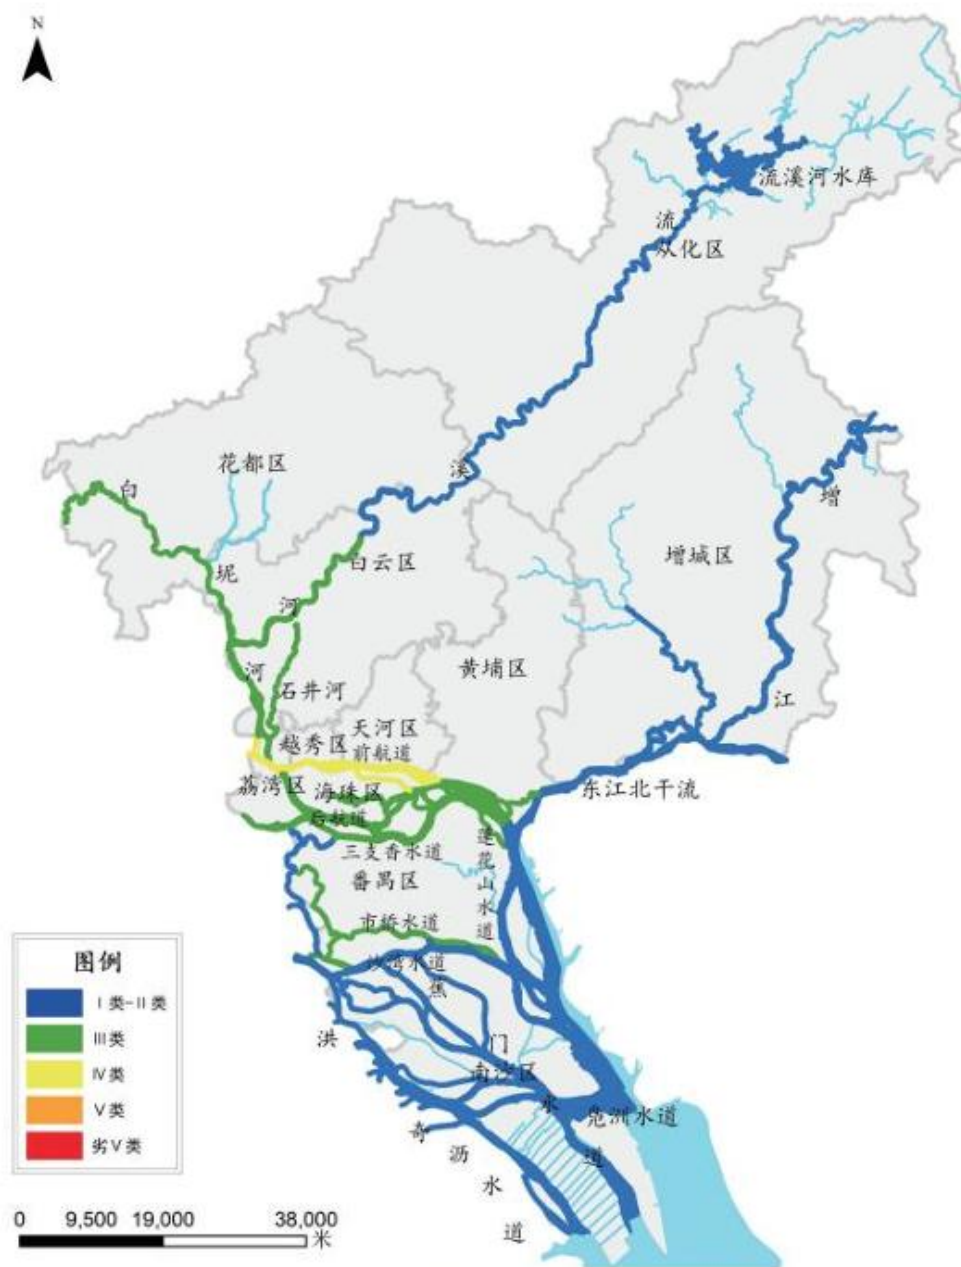 N
流溪河水库
流
从化区
花都区
溪
白
增
坭
白云区
增城区
河
河
石井河
黄埔区
江
天河区
越秀区
前航道
荔湾区
海珠区
东江北干流
后航道
三支香水道
莲花山水道
番禺区
市桥水道
沙湾水道
蕉
图例
I类-II类
III类
IV类
V类
劣V类
洪
门
南沙区
水
凫洲水道
奇
沥
道
水
道
0 9,500 19,000 38,000
米